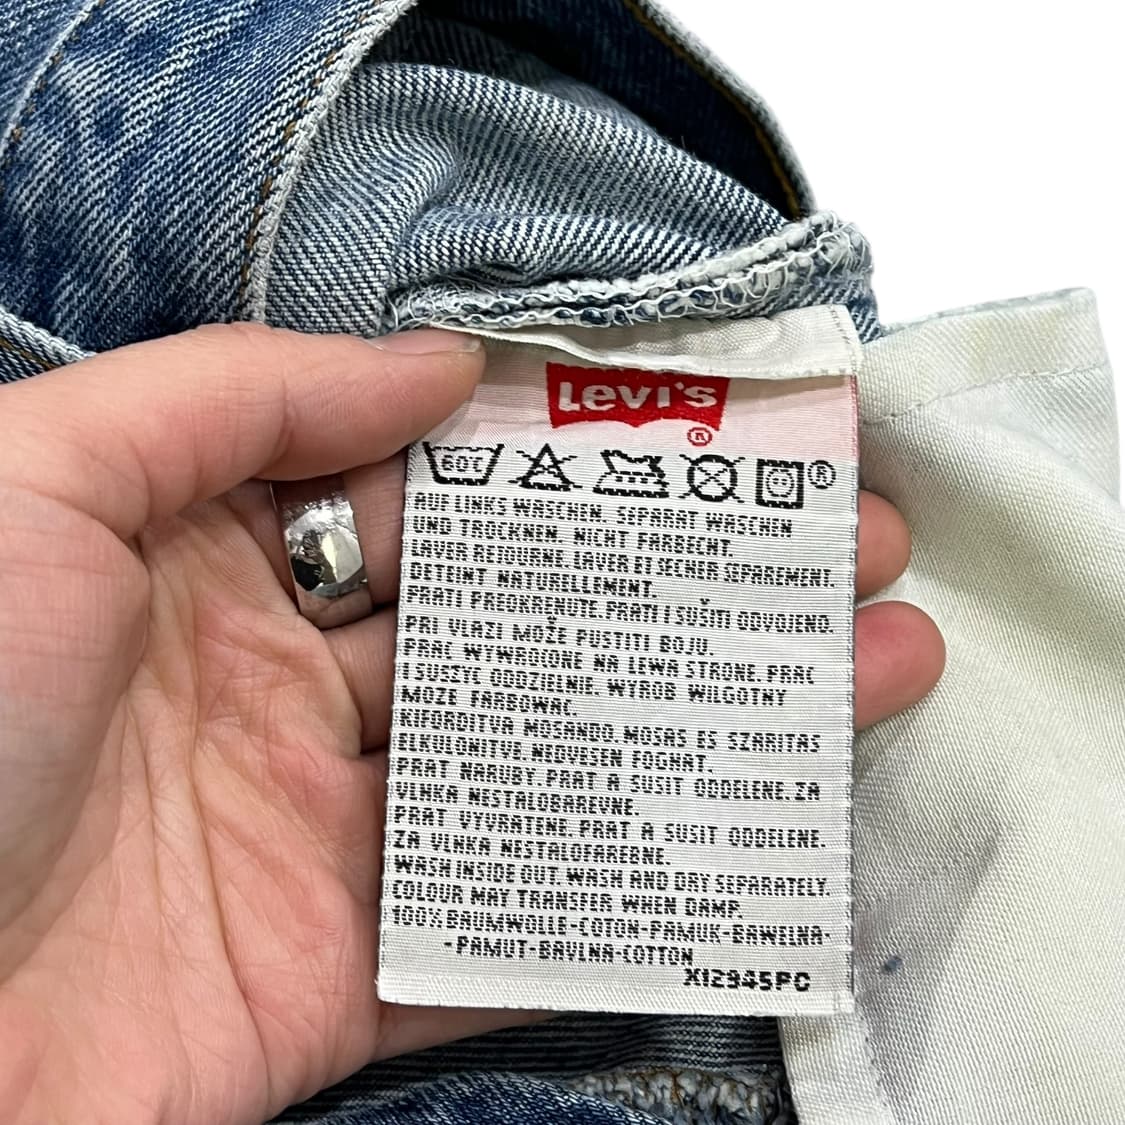 Levi's
®
60C ®
AUF LINKS WASCHEN. SEPARAT WASCHEN
UND TROCKNEN. NICHT FARBECHT.
LAVER RETOURNE. LAVER ET SECHER SEPAREMENT.
DETEINT NATURELLEMENT.
PRATI PREOKRENUTE. PRATI I SUŠITI ODVOJENO.
PRI VLAZI MOŽE PUSTITI BOJU.
PRAC WYWROCONE NA LEWA STRONE. PRAC
I SUSZYC ODDZIELNIE. WYROB WILGOTNY
MOZE FARBOWAC.
KIFORDITVA MOSANDO. MOSAS ES SZARITAS
ELKULONITVE. NEDVESEN FOGHAT.
PRAT NARUBY. PRAT A SUSIT ODDELENE. ZA
VLHKA NESTALOBAREVNE.
PRAT VYVRATENE. PRAT A SUSIT ODDELENE.
ZA VLHKA NESTALOFAREBNE.
WASH INSIDE OUT. WASH AND DRY SEPARATELY.
COLOUR MAY TRANSFER WHEN DAMP.
100% BAUMWOLLE-COTON-PAMUK-BAWELNA-
-PAMUT-BAVLNA-COTTON
X12945PC